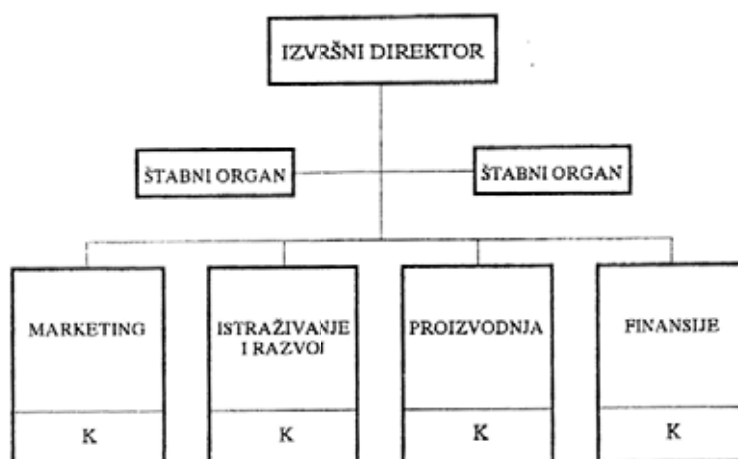 IZVRŠNI DIREKTOR
ŠTABNI ORGAN
ŠTABNI ORGAN
MARKETING
ISTRAŽIVANJE
I RAZVOJ
PROIZVODNJA
FINANSIJE
K
K
K
K